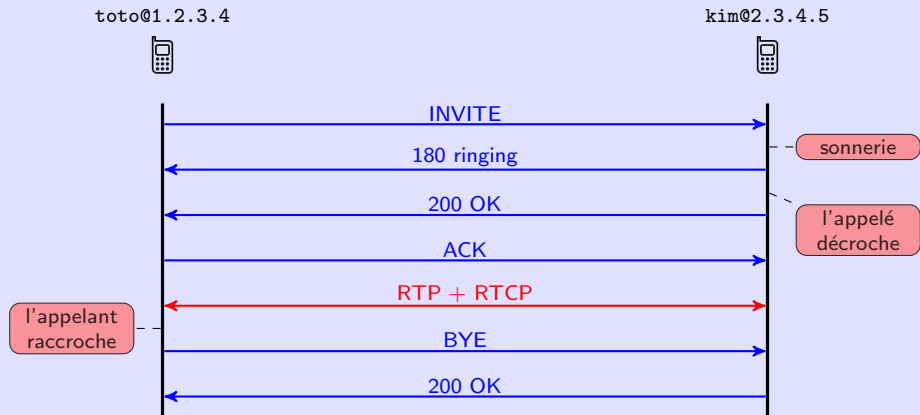 toto@1.2.3.4
kim@2.3.4.5
INVITE
sonnerie
180 ringing
200 OK
l'appelé
décroche
ACK
RTP + RTCP
l'appelant
raccroche
BYE
200 OK